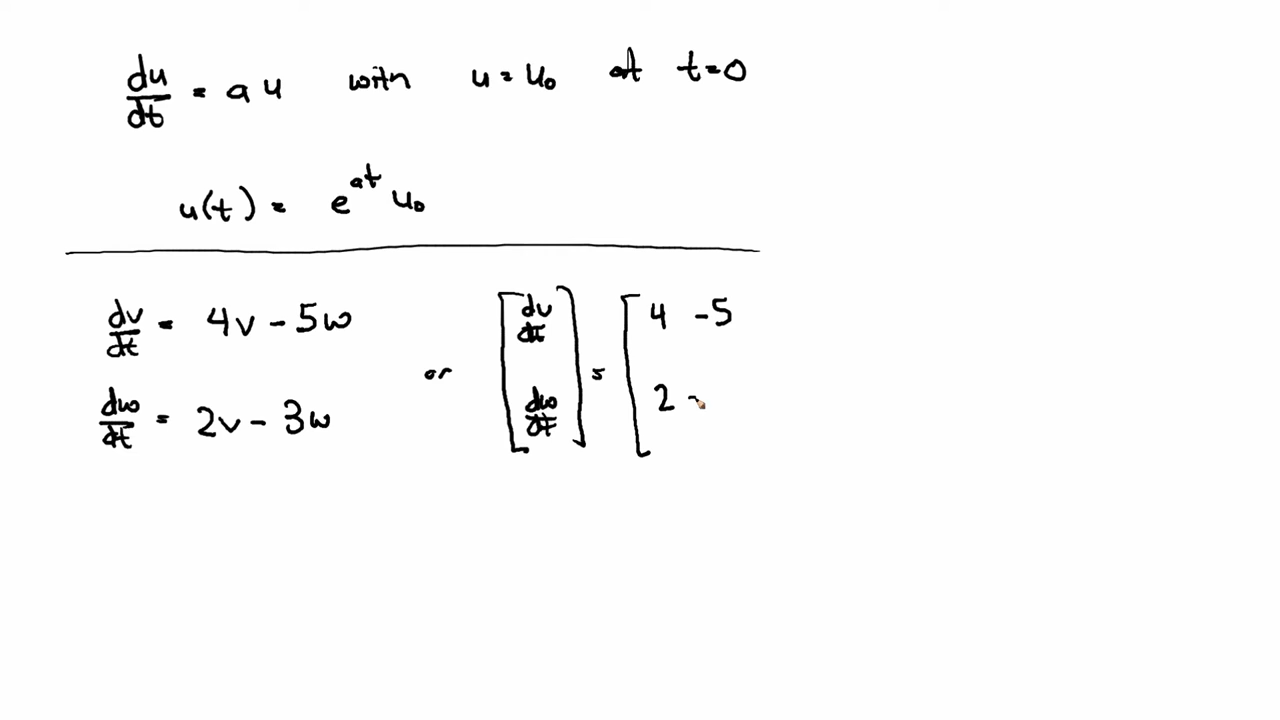 du/dt = a u with u = u₀ at t=0
u(t) = e^{at} u₀
dv/dt = 4v - 5w
dw/dt = 2v - 3w
or
[dv/dt
dw/dt] = [4 -5
2 -